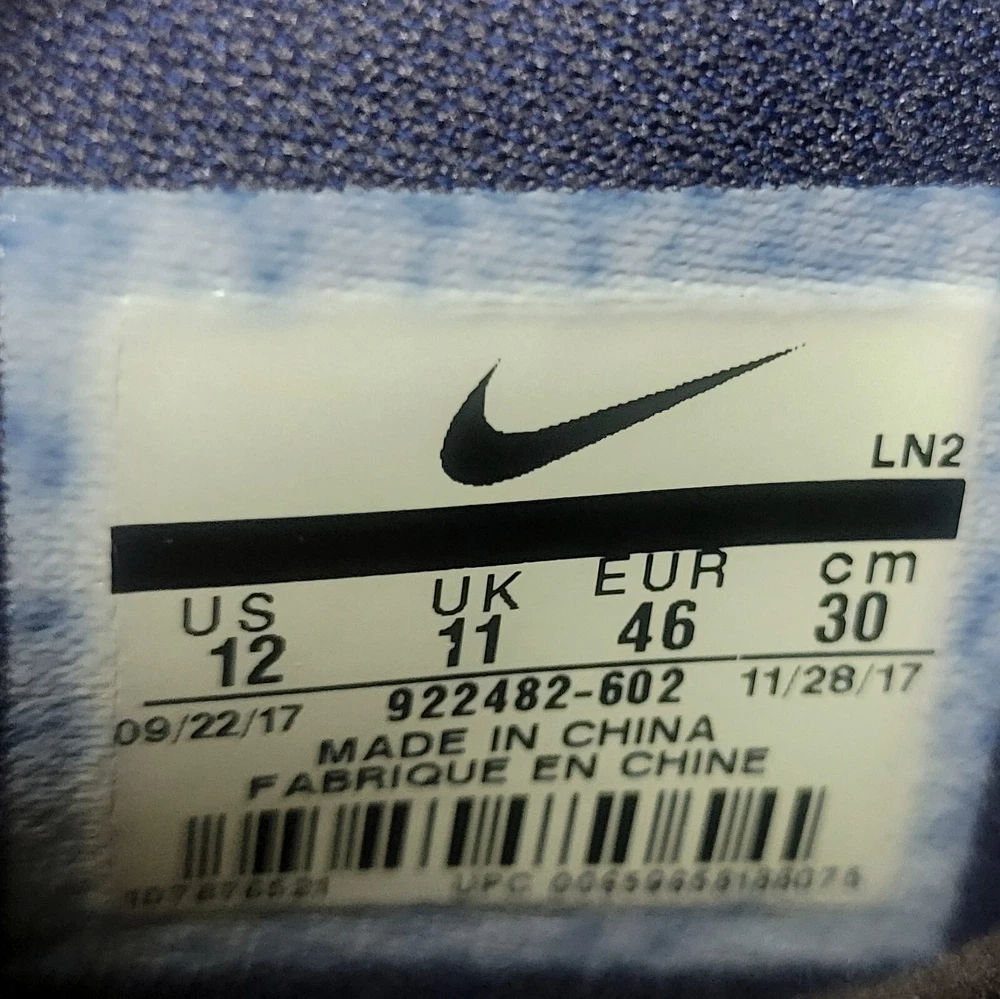 LN2
US UK EUR cm
12 11 46 30
09/22/17 922482-602 11/28/17
MADE IN CHINA
FABRIQUE EN CHINE
UPC